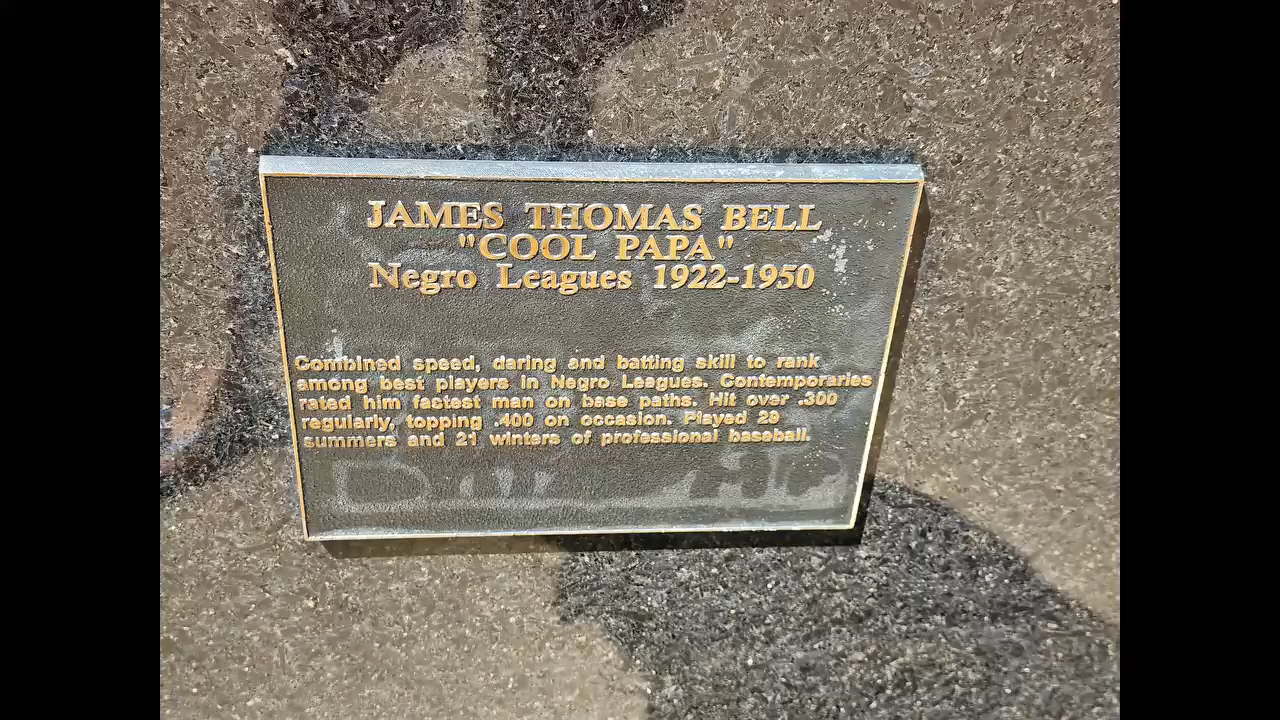 JAMES THOMAS BELL
"COOL PAPA"
Negro Leagues 1922-1950
Combined speed, daring and batting skill to rank
among best players in Negro Leagues. Contemporaries
rated him fastest man on base paths. Hit over .300
regularly, topping .400 on occasion. Played 29
summers and 21 winters of professional baseball.